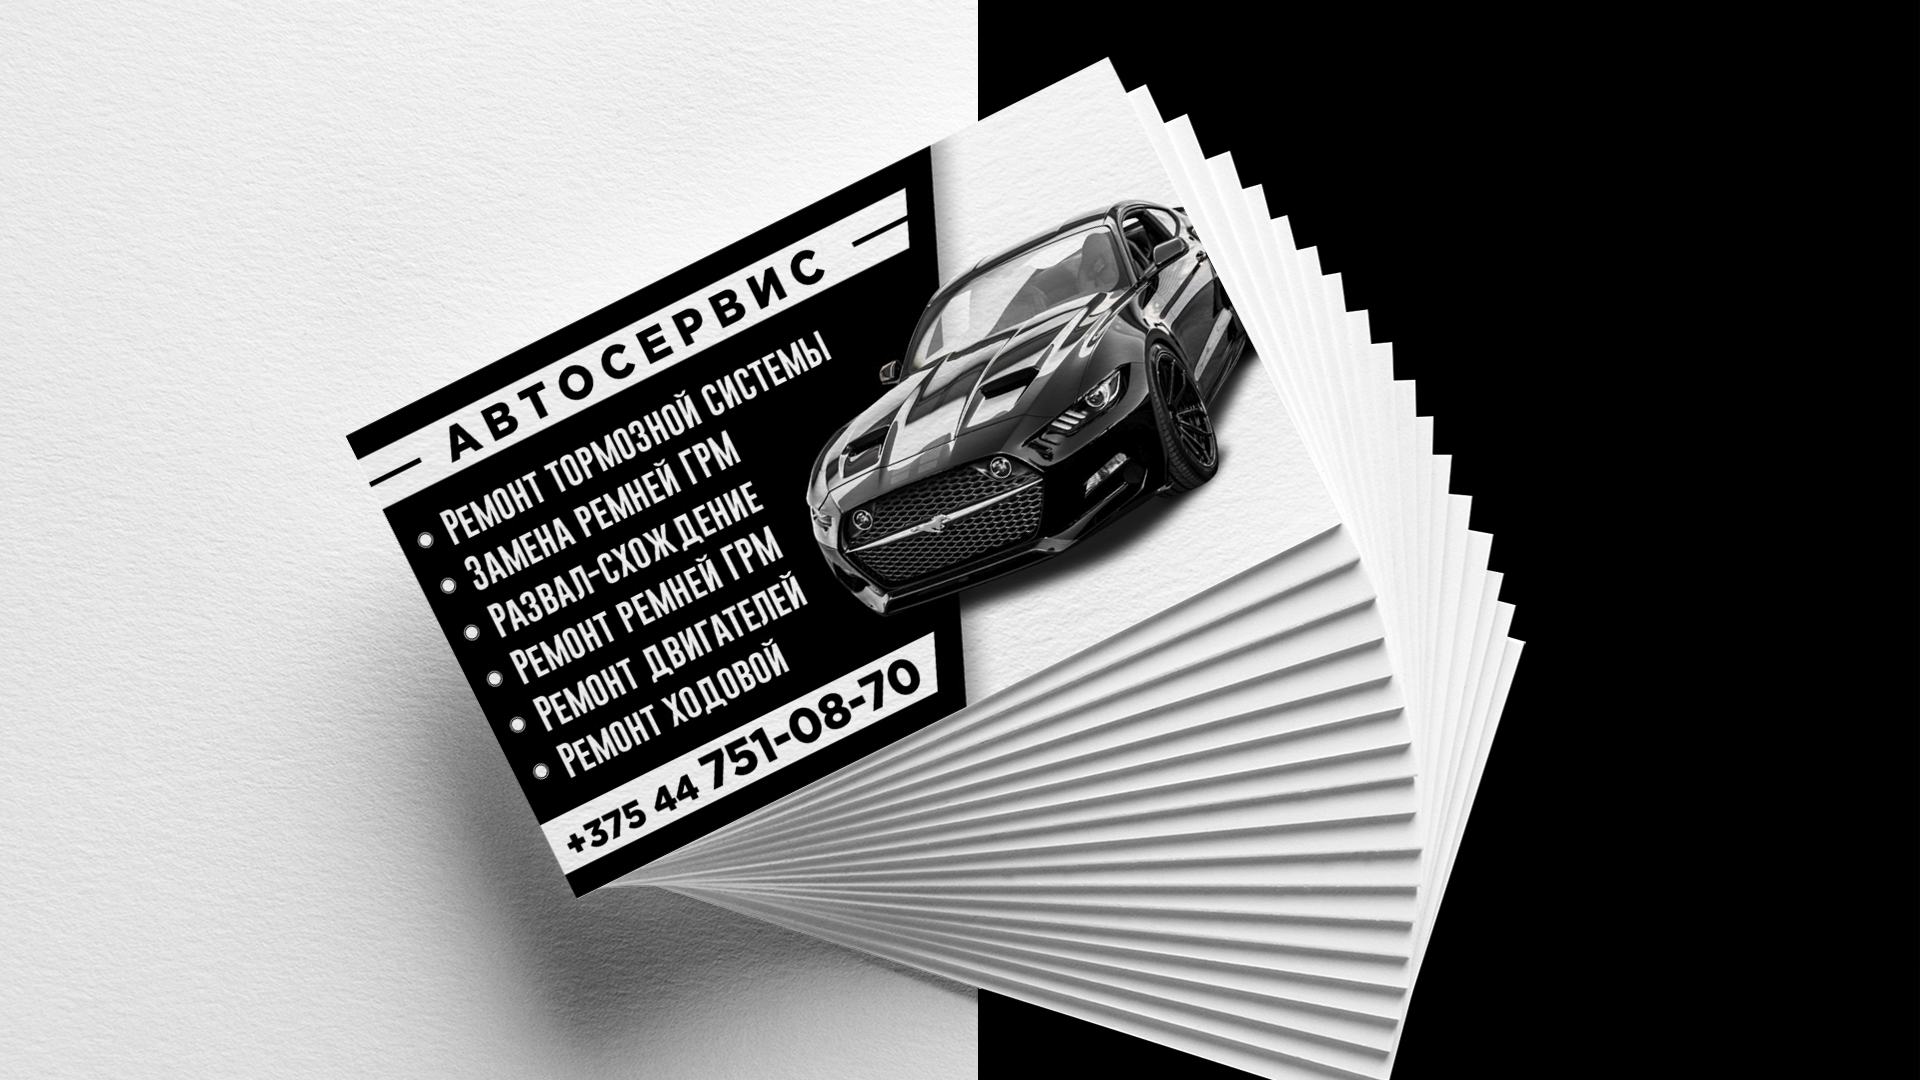 АВТОСЕРВИС
РЕМОНТ ТОРМОЗНОЙ СИСТЕМЫ
ЗАМЕНА РЕМНЕЙ ГРМ
РАЗВАЛ-СХОЖДЕНИЕ
РЕМОНТ РЕМНЕЙ ГРМ
РЕМОНТ ДВИГАТЕЛЕЙ
РЕМОНТ ХОДОВОЙ
+375 44 751-08-70